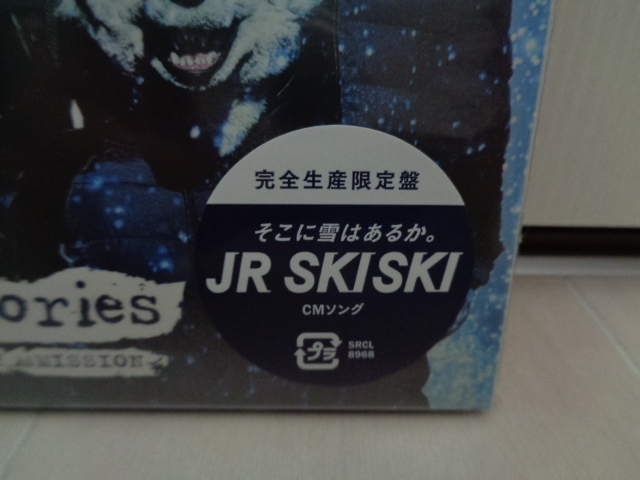 完全生産限定盤
そこに雪はあるか。
JR SKISKI
CMソング
プラ
SRCL
8968
ories
MISSION